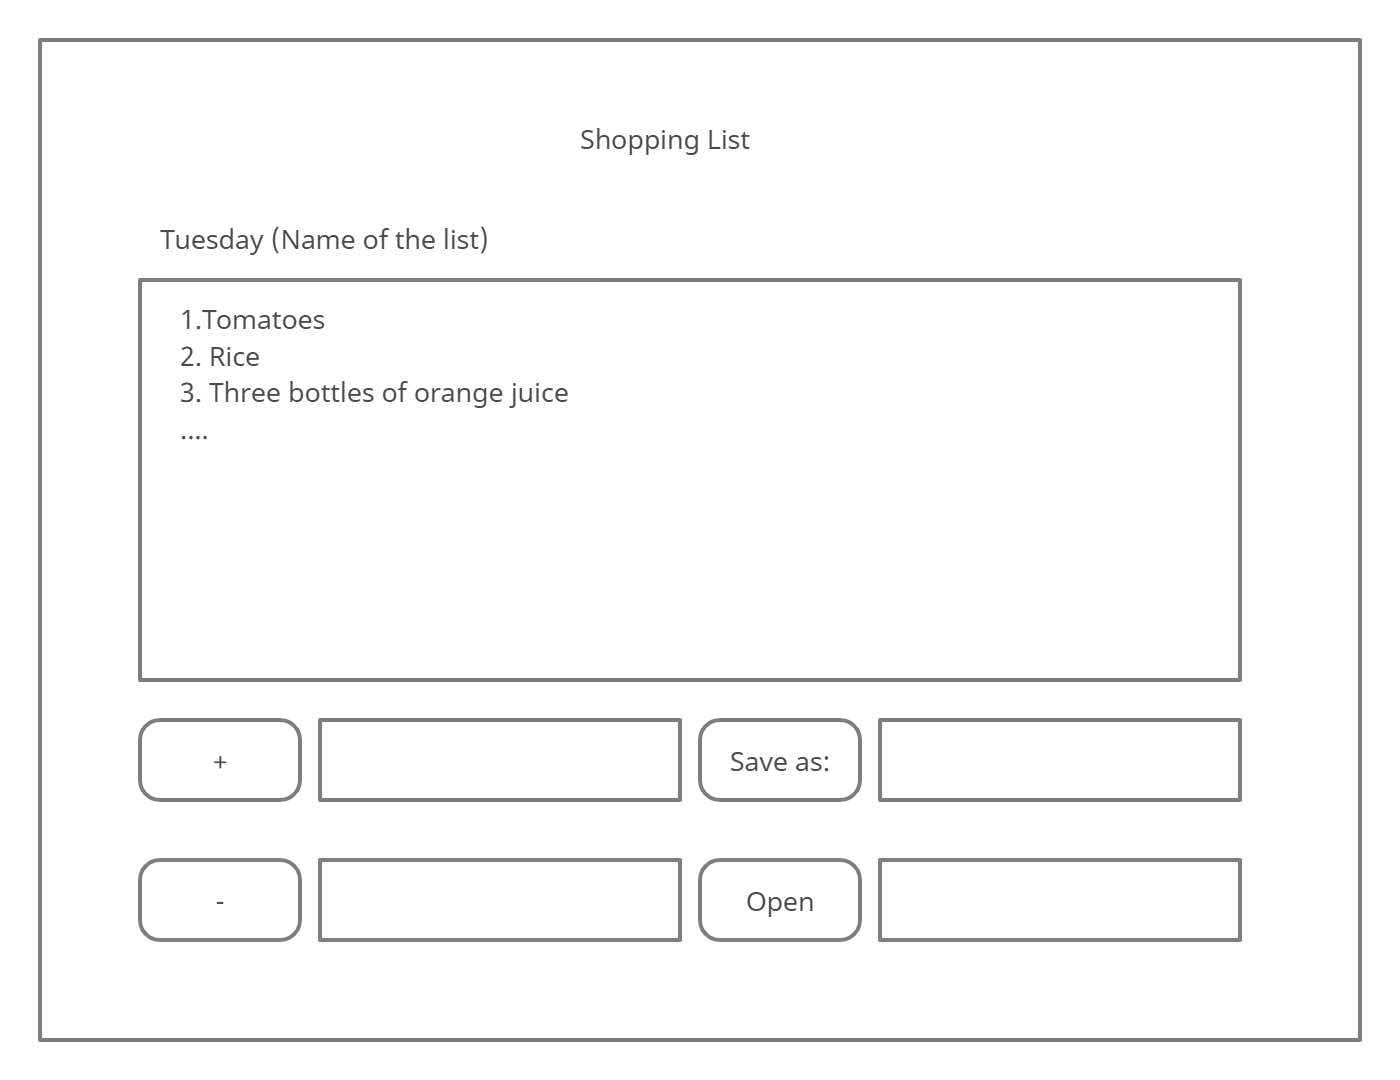 Shopping List
Tuesday (Name of the list)
1.Tomatoes
2. Rice
3. Three bottles of orange juice
....
+
Save as:
-
Open